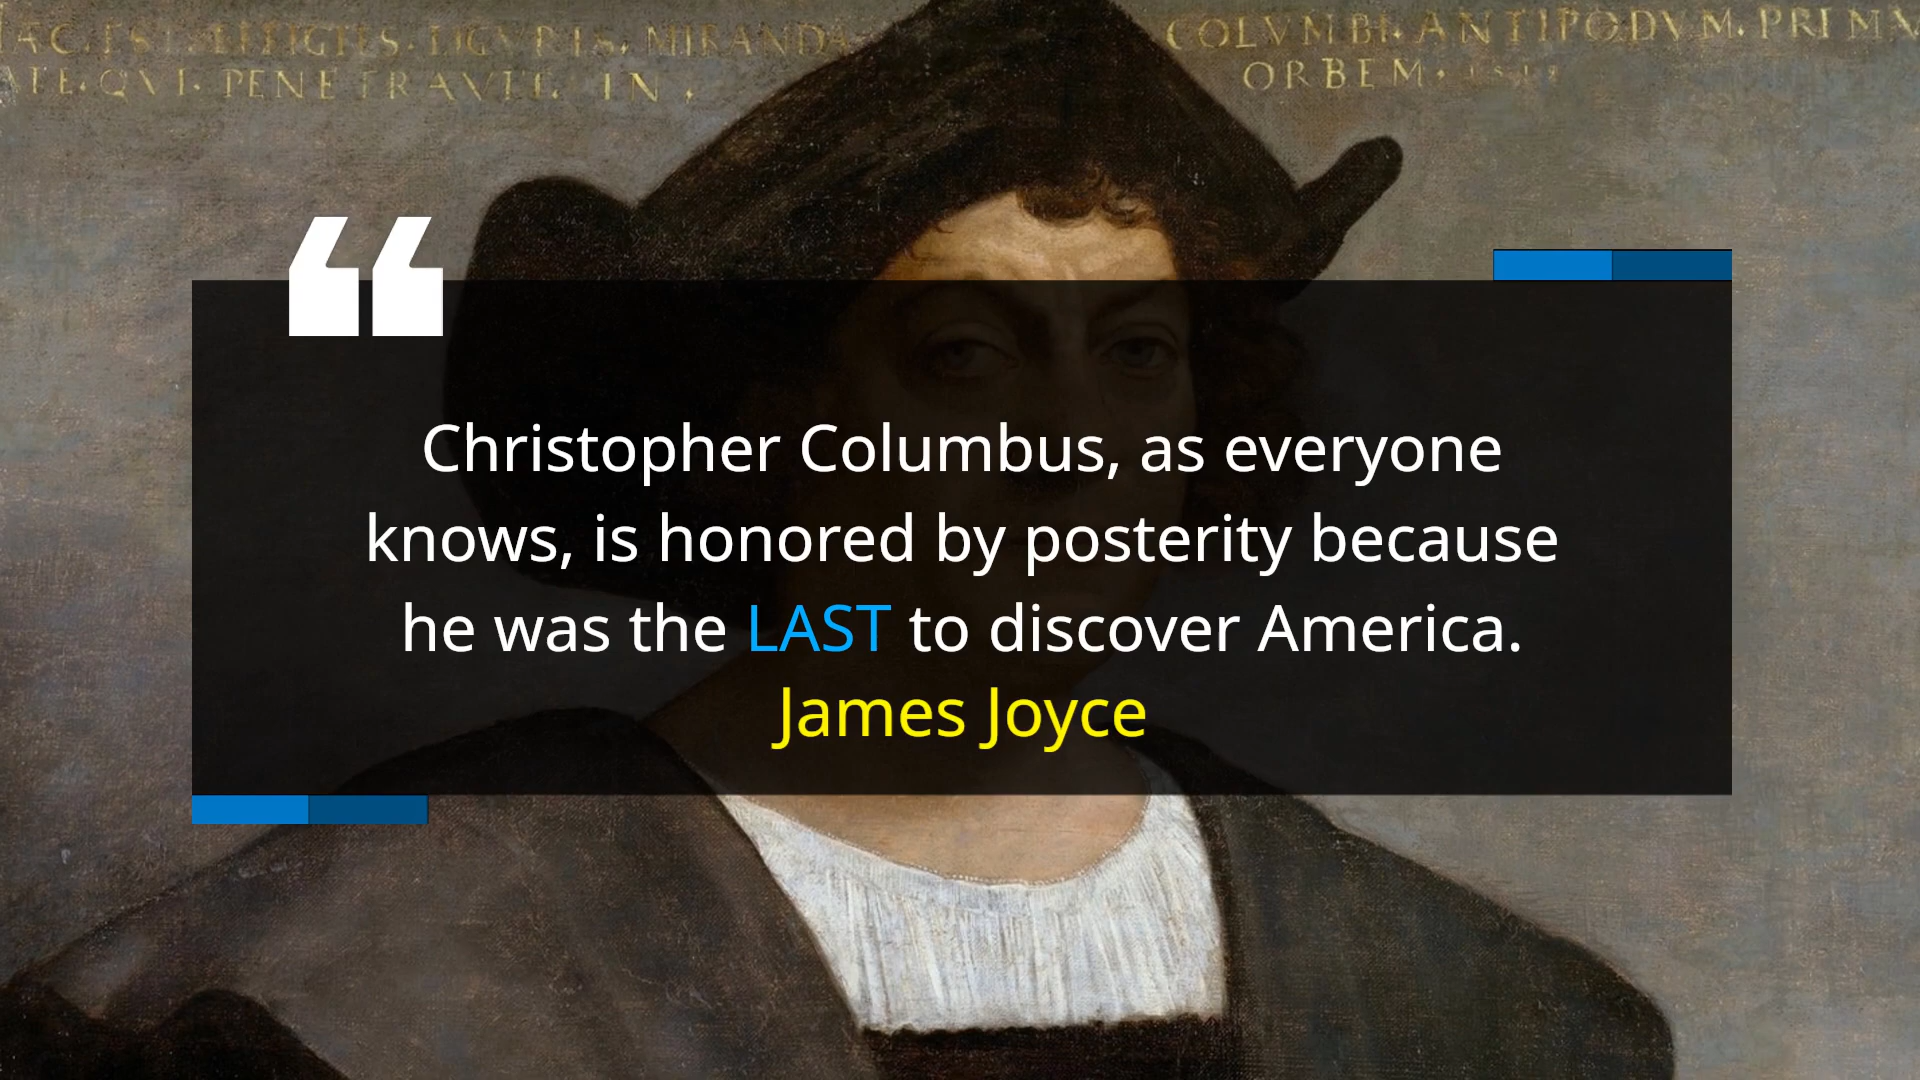 COLVMBI. ANTIPODVM. PRIM
ORBEM.
“
Christopher Columbus, as everyone
knows, is honored by posterity because
he was the LAST to discover America.
James Joyce